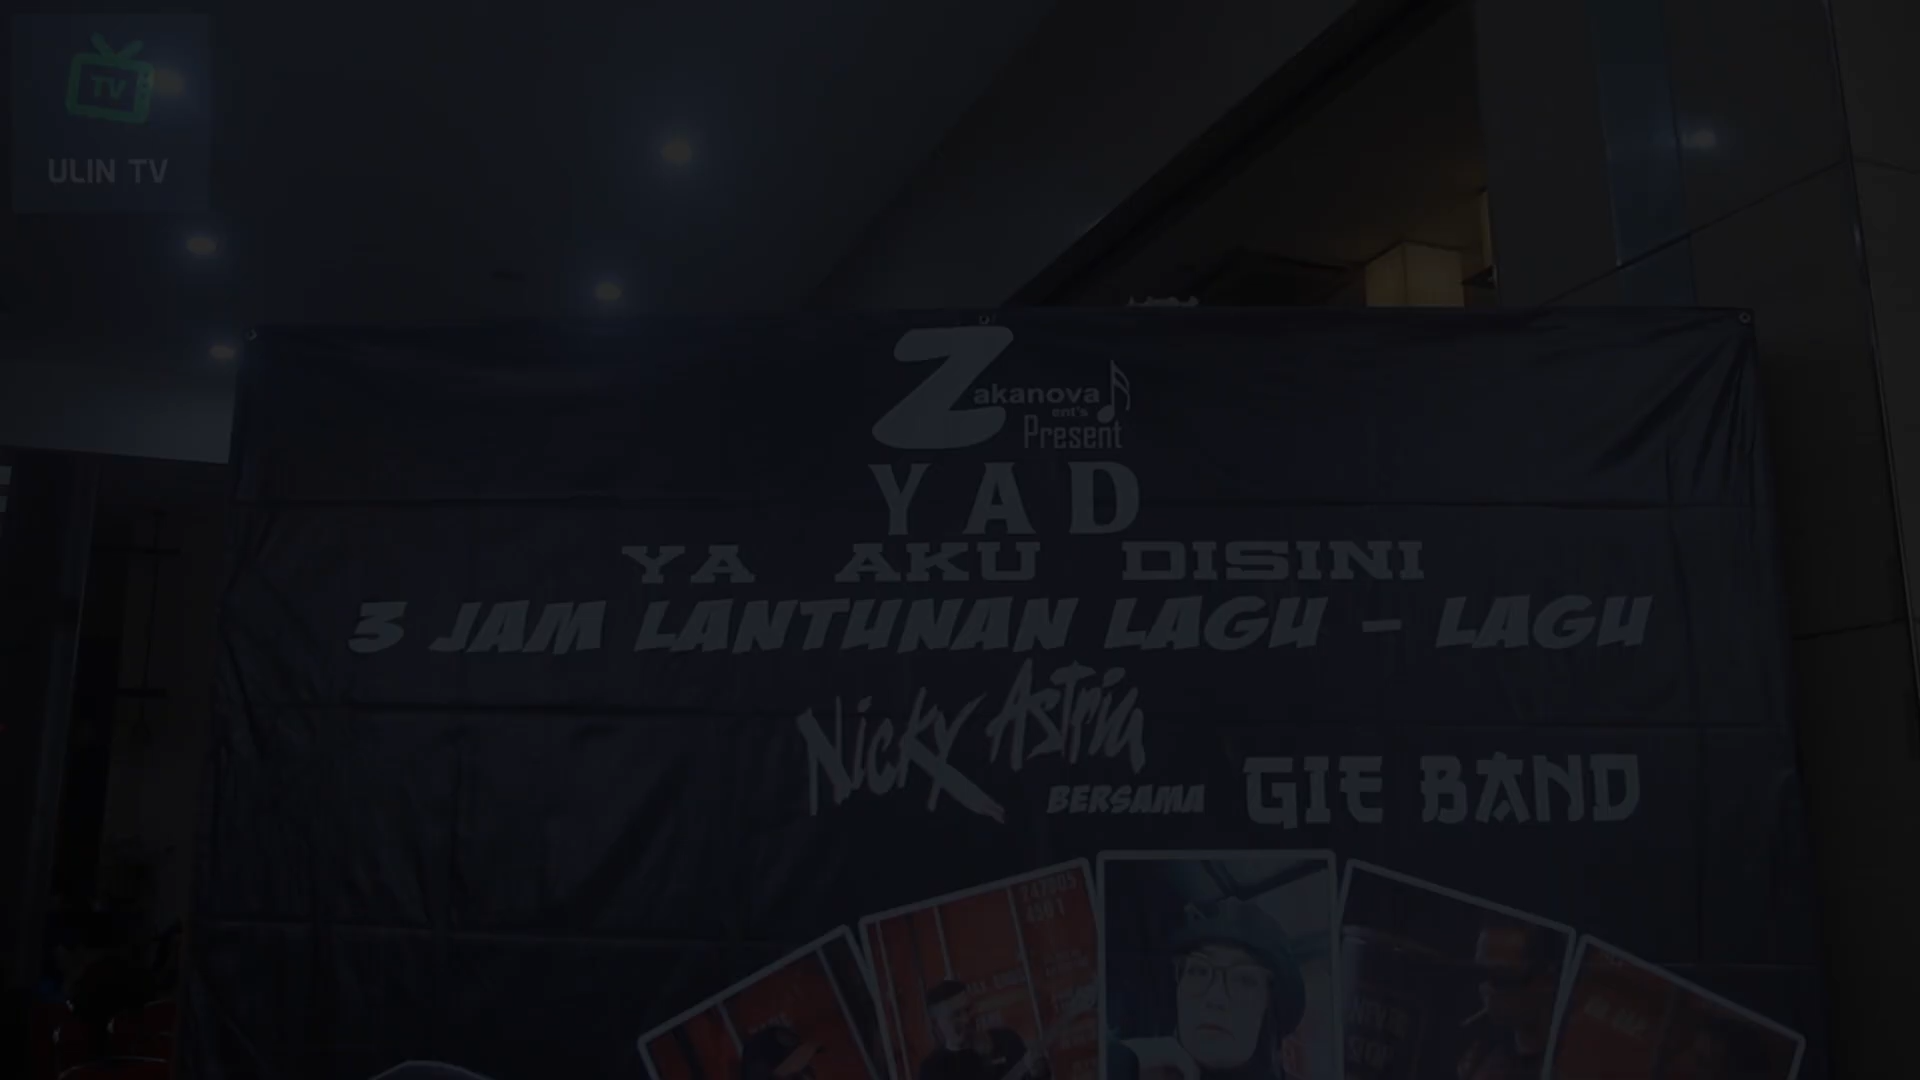 TV
ULIN TV
Zakanova
ent's
Present
YAD
YA AKU DISINI
3 JAM LANTUNAN LAGU - LAGU
Nicky Astria
BERSAMA GIE BAND